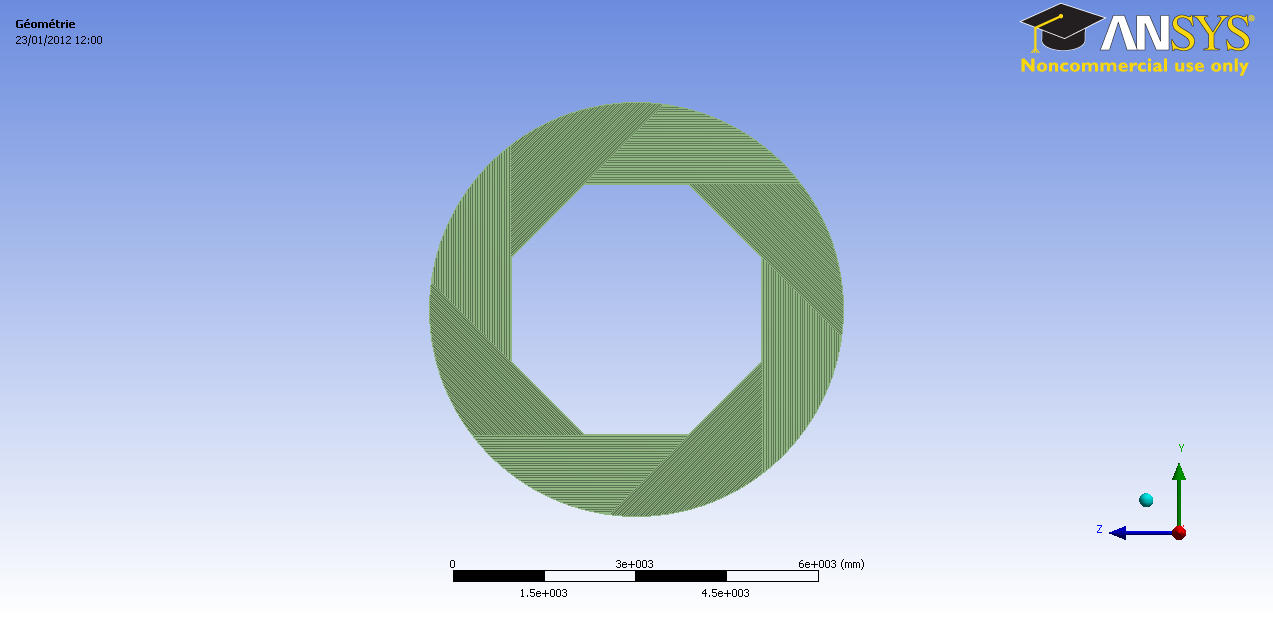 Géométrie
23/01/2012 12:00
ANSYS®
Noncommercial use only
Y
Z
0 3e+003 6e+003 (mm)
1.5e+003 4.5e+003